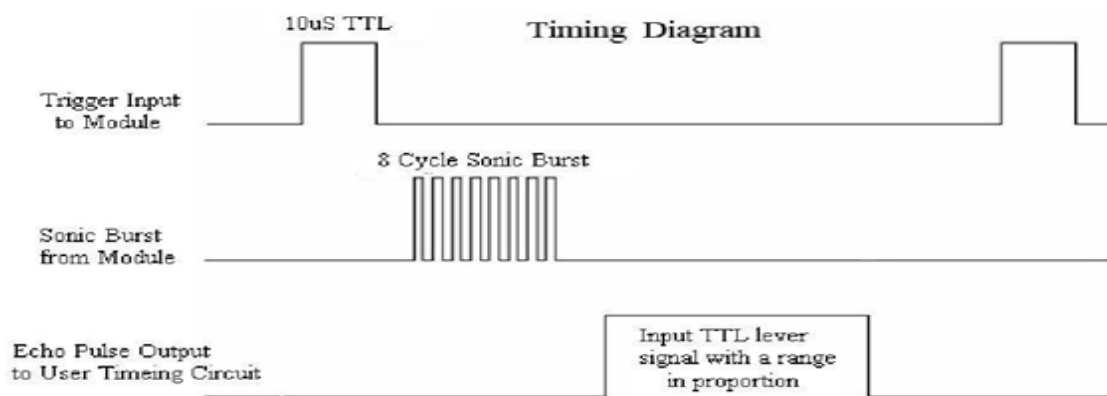 10uS TTL
Timing Diagram
Trigger Input
to Module
8 Cycle Sonic Burst
Sonic Burst
from Module
Echo Pulse Output
to User Timeing Circuit
Input TTL lever
signal with a range
in proportion